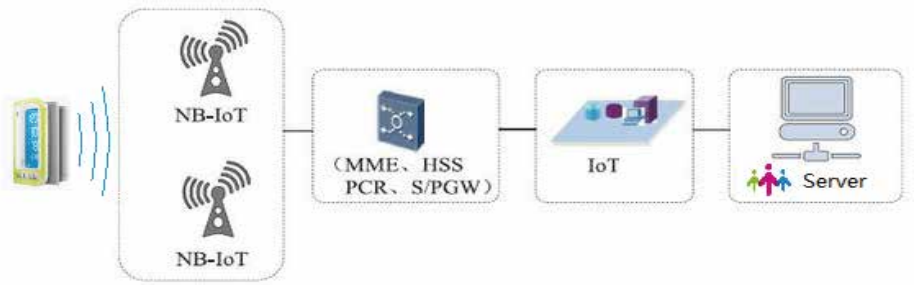 NB-IoT
NB-IoT
（MME、HSS
PCR、S/PGW）
IoT
Server